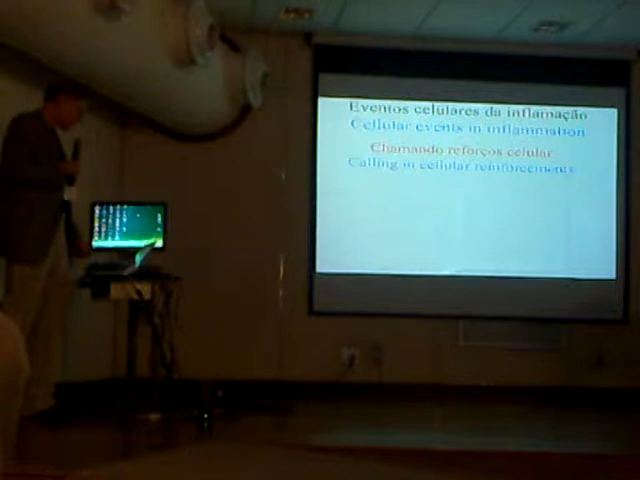 Eventos celulares da inflamação
Cellular events in inflammation
Chamando reforços celular
Calling in cellular reinforcements